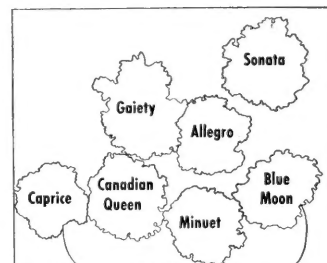 Sonata
Gaiety
Allegro
Caprice
Canadian
Queen
Minuet
Blue
Moon